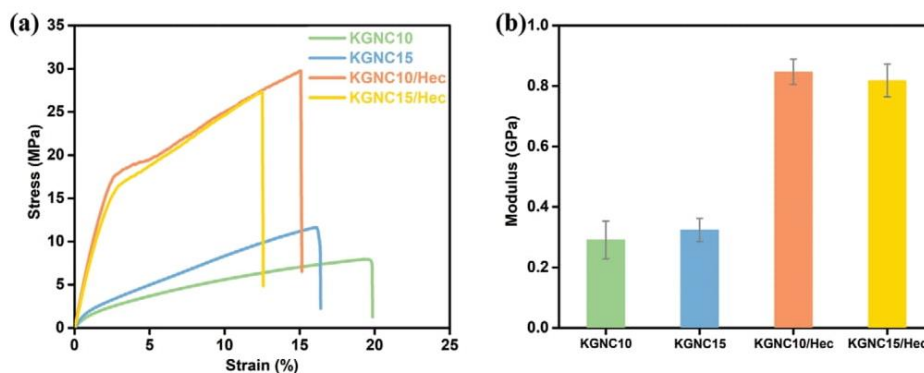 (a)
35
30
25
20
15
10
5
0
Stress (MPa)
KGNC10
KGNC15
KGNC10/Hec
KGNC15/Hec
0 5 10 15 20 25
Strain (%)
(b)
1.0
0.8
0.6
0.4
0.2
0.0
Modulus (GPa)
KGNC10 KGNC15 KGNC10/Hec KGNC15/Hec